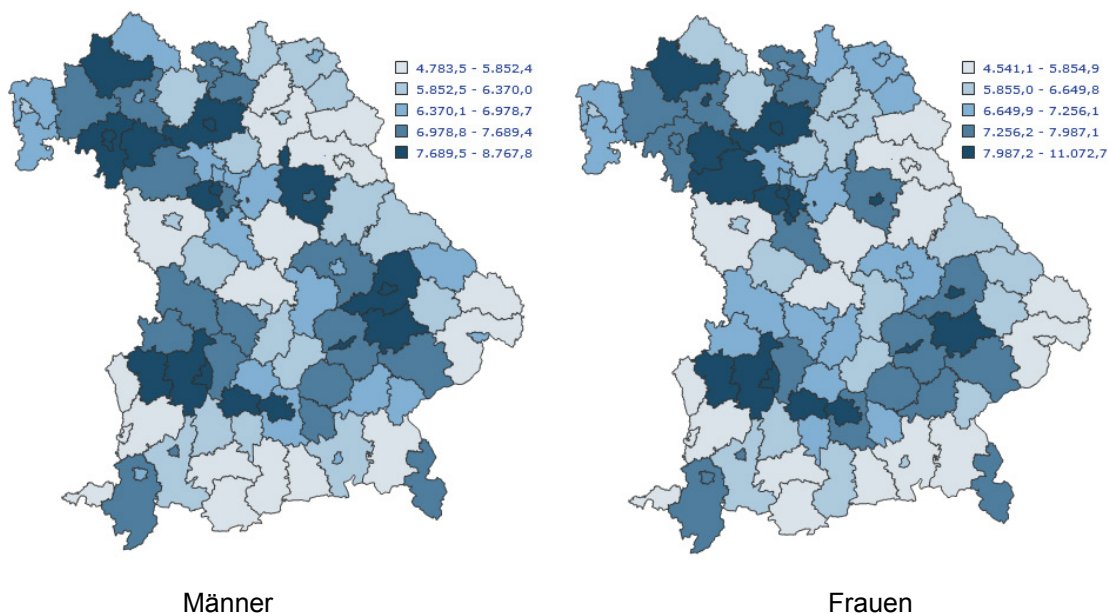 4.783,5 - 5.852,4
5.852,5 - 6.370,0
6.370,1 - 6.978,7
6.978,8 - 7.689,4
7.689,5 - 8.767,8
4.541,1 - 5.854,9
5.855,0 - 6.649,8
6.649,9 - 7.256,1
7.256,2 - 7.987,1
7.987,2 - 11.072,7
Männer
Frauen